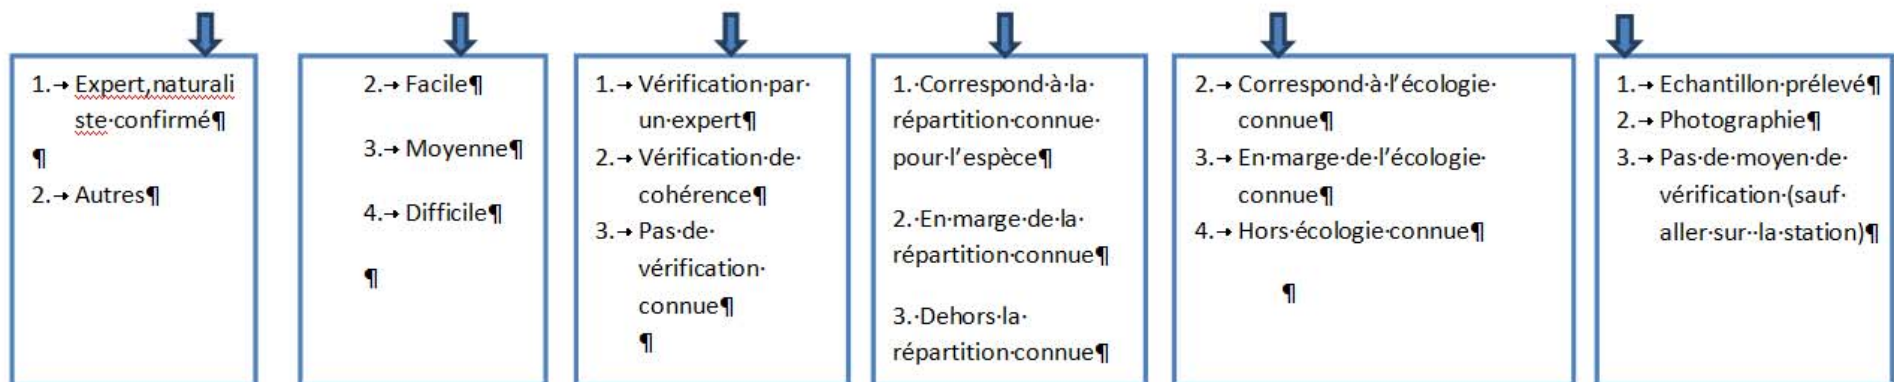 1.→ Expert,naturali
ste·confirmé¶
¶
2.→ Autres¶
2.→ Facile¶
3.→ Moyenne¶
4.→ Difficile¶
¶
1.→ Vérification·par·
un·expert¶
2.→ Vérification·de·
cohérence¶
3.→ Pas·de·
vérification·
connue¶
¶
1.·Correspond·à·la·
répartition·connue·
pour·l’espèce¶
2.·En·marge·de·la·
répartition·connue¶
3.·Dehors·la·
répartition·connue¶
2.→ Correspond·à·l’écologie·
connue¶
3.→ En·marge·de·l’écologie·
connue¶
4.→ Hors·écologie·connue¶
¶
1.→ Echantillon·prélevé¶
2.→ Photographie¶
3.→ Pas·de·moyen·de·
vérification·(sauf·
aller·sur··la·station)¶